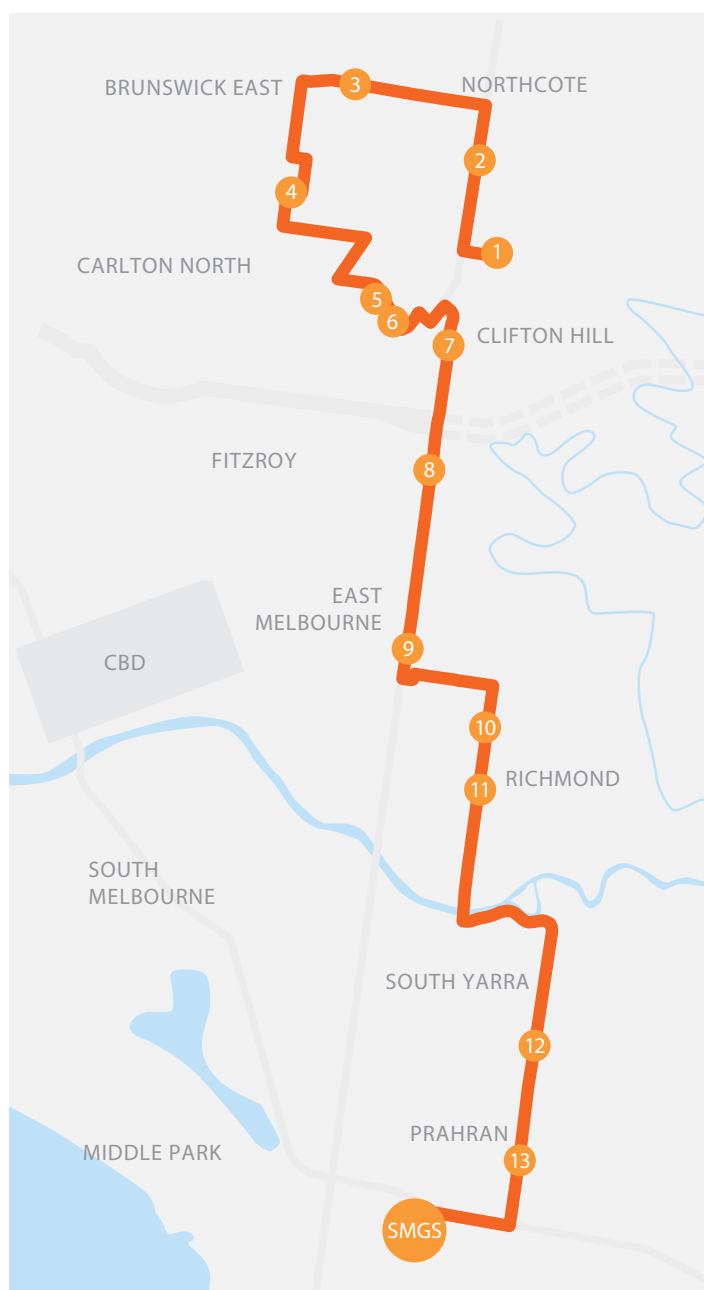 3
BRUNSWICK EAST
NORTHCOTE
2
4
1
CARLTON NORTH
5
6
CLIFTON HILL
7
FITZROY
8
EAST
MELBOURNE
9
CBD
10
RICHMOND
11
SOUTH
MELBOURNE
SOUTH YARRA
12
PRAHRAN
MIDDLE PARK
13
SMGS